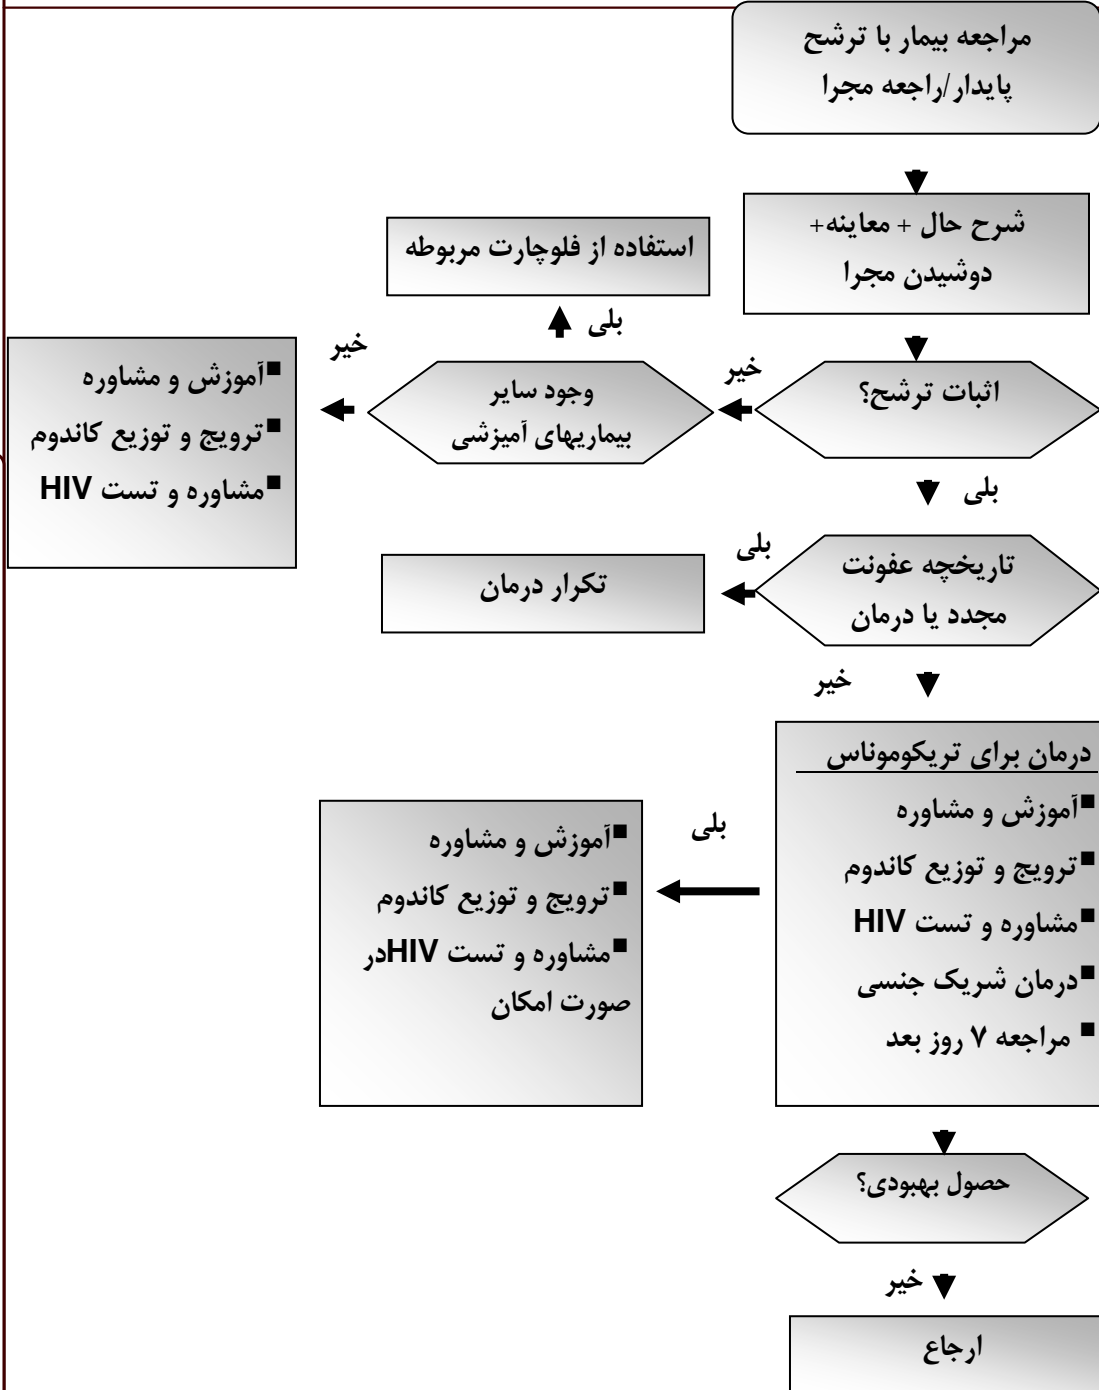 مراجعه بیمار با ترشح
پایدار/راجعه مجرا
شرح حال + معاینه+
دوشیدن مجرا
استفاده از فلوچارت مربوطه
بلی
اثبات ترشح؟
خیر
وجود سایر
بیماریهای آمیزشی
خیر
■آموزش و مشاوره
■ترویج و توزیع کاندوم
■مشاوره و تست HIV
بلی
تاریخچه عفونت
مجدد یا درمان
بلی
تکرار درمان
خیر
درمان برای تریکوموناس
■آموزش و مشاوره
■ترویج و توزیع کاندوم
■مشاوره و تست HIV
■درمان شریک جنسی
■ مراجعه ۷ روز بعد
بلی
■آموزش و مشاوره
■ترویج و توزیع کاندوم
■مشاوره و تست HIVدر
صورت امکان
حصول بهبودی؟
خیر
ارجاع